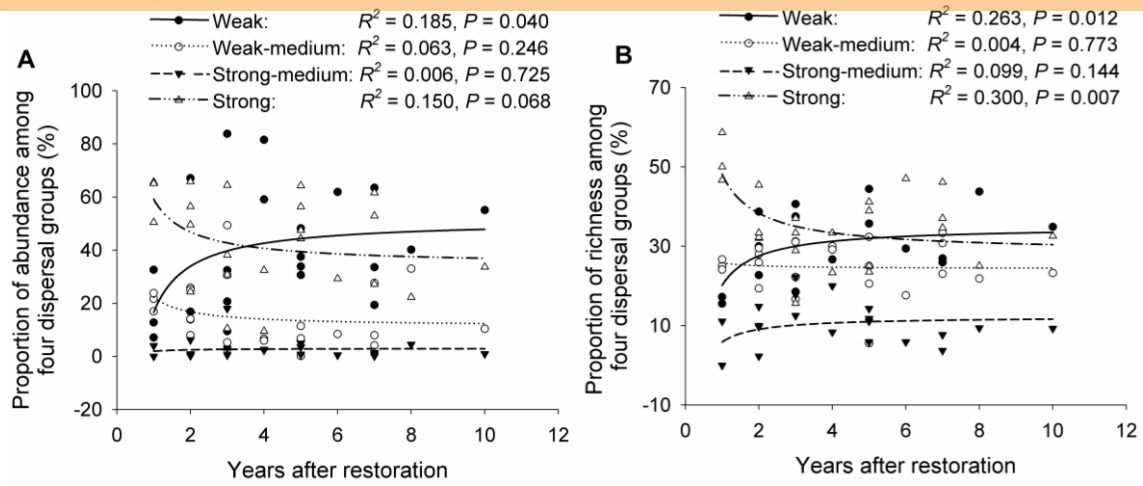 Weak: R² = 0.185, P = 0.040
Weak-medium: R² = 0.063, P = 0.246
Strong-medium: R² = 0.006, P = 0.725
Strong: R² = 0.150, P = 0.068
A
100
80
60
40
20
0
-20
Proportion of abundance among
four dispersal groups (%)
0 2 4 6 8 10 12
Years after restoration
Weak: R² = 0.263, P = 0.012
Weak-medium: R² = 0.004, P = 0.773
Strong-medium: R² = 0.099, P = 0.144
Strong: R² = 0.300, P = 0.007
B
70
50
30
10
-10
Proportion of richness among
four dispersal groups (%)
0 2 4 6 8 10 12
Years after restoration